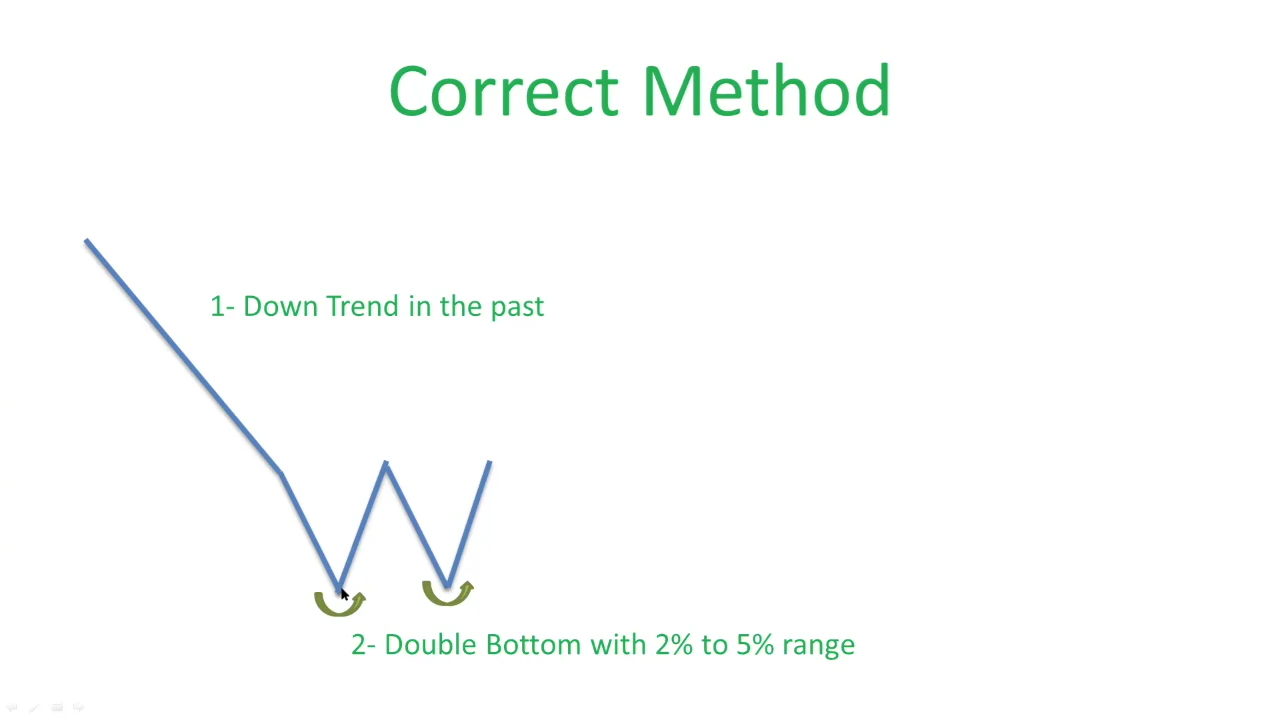 Correct Method
1- Down Trend in the past
2- Double Bottom with 2% to 5% range